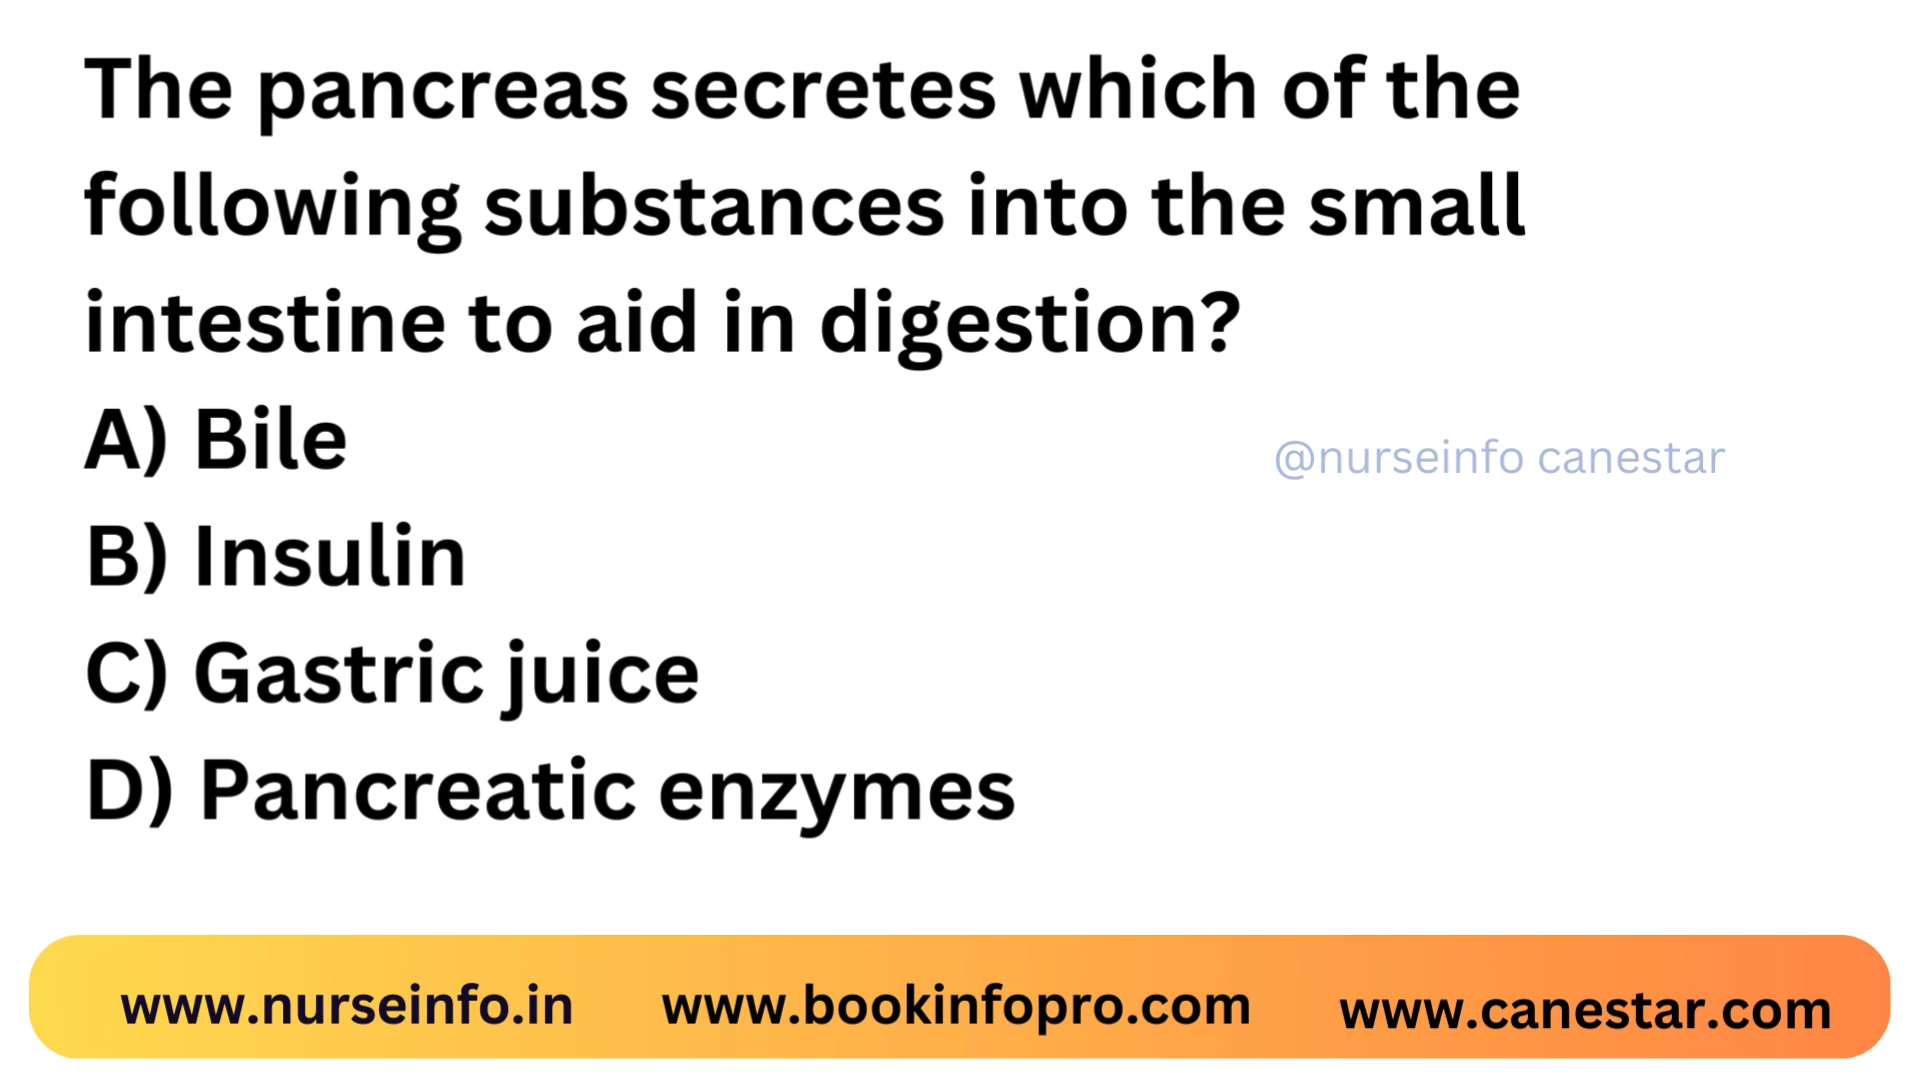 The pancreas secretes which of the
following substances into the small
intestine to aid in digestion?
A) Bile
@nurseinfo canestar
B) Insulin
C) Gastric juice
D) Pancreatic enzymes
www.nurseinfo.in
www.bookinfopro.com
www.canestar.com